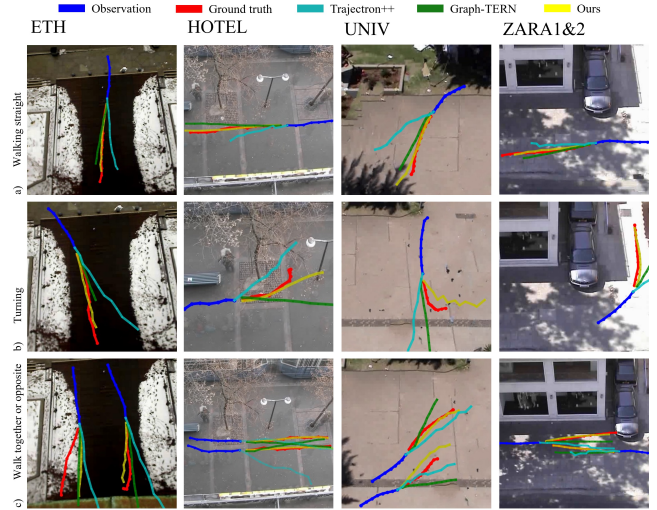 Observation Ground truth Trajectron++ Graph-TERN Ours
ETH HOTEL UNIV ZARA1&2
a) Walking straight
b) Turning
c) Walk together or opposite